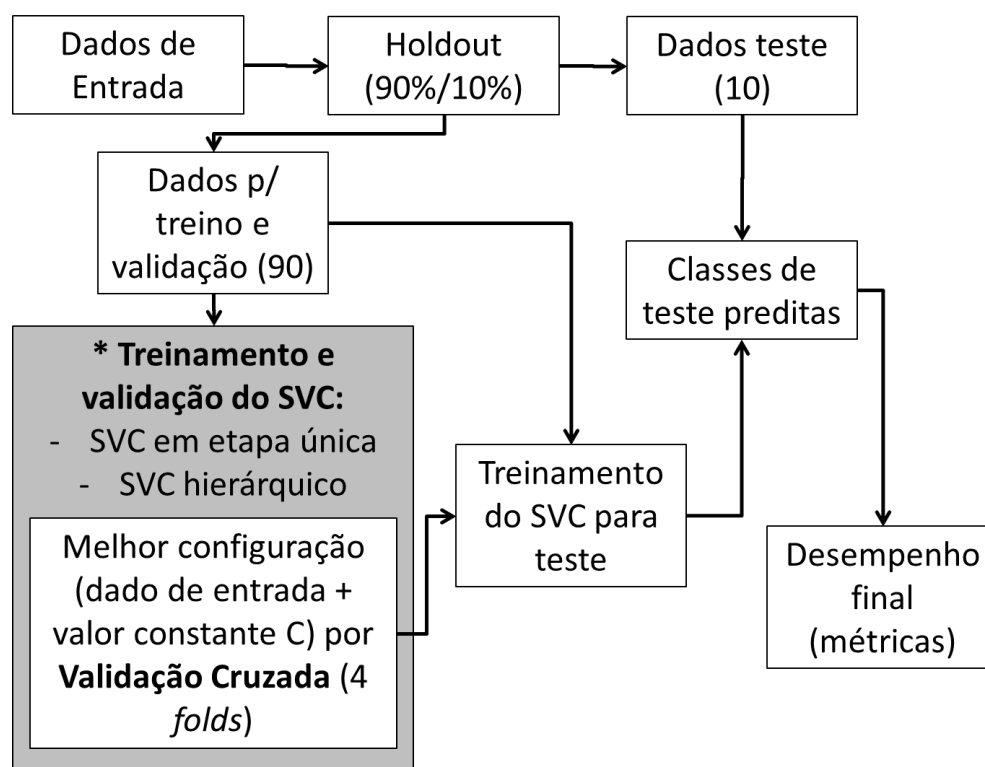 Dados de
Entrada
Holdout
(90%/10%)
Dados teste
(10)
Dados p/
treino e
validação (90)
Classes de
teste preditas
* Treinamento e
validação do SVC:
- SVC em etapa única
- SVC hierárquico
Melhor configuração
(dado de entrada +
valor constante C) por
Validação Cruzada (4
folds)
Treinamento
do SVC para
teste
Desempenho
final
(métricas)